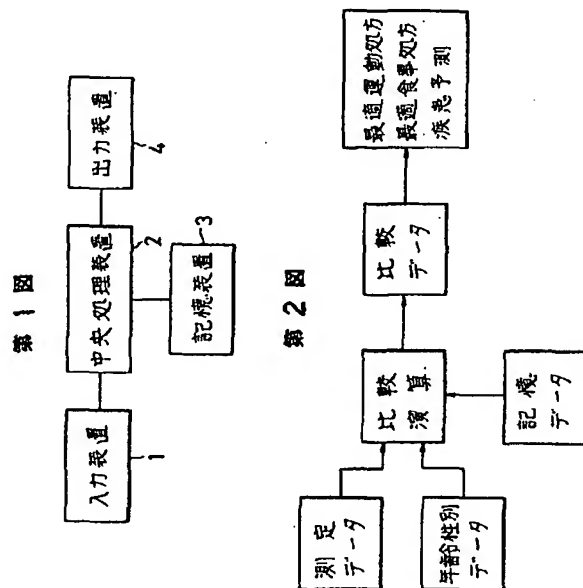 第1図
入力装置
1
中央処理装置
2
記憶装置
3
出力装置
4
第2図
測定
データ
年齢性別
データ
比較
演算
記憶
データ
比較
データ
最適運動処方
最適食事処方
疾患予測